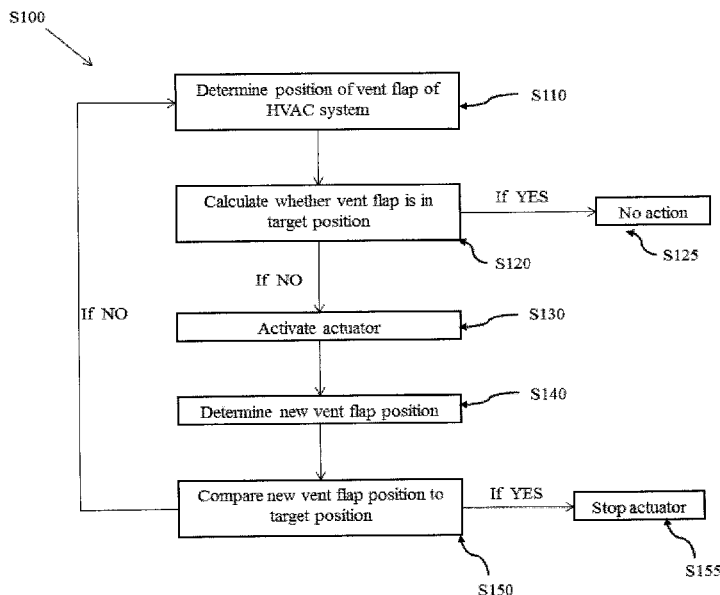 S100
Determine position of vent flap of
HVAC system
S110
Calculate whether vent flap is in
target position
If YES
No action
S125
S120
If NO
If NO
Activate actuator
S130
Determine new vent flap position
S140
Compare new vent flap position to
target position
If YES
Stop actuator
S155
S150